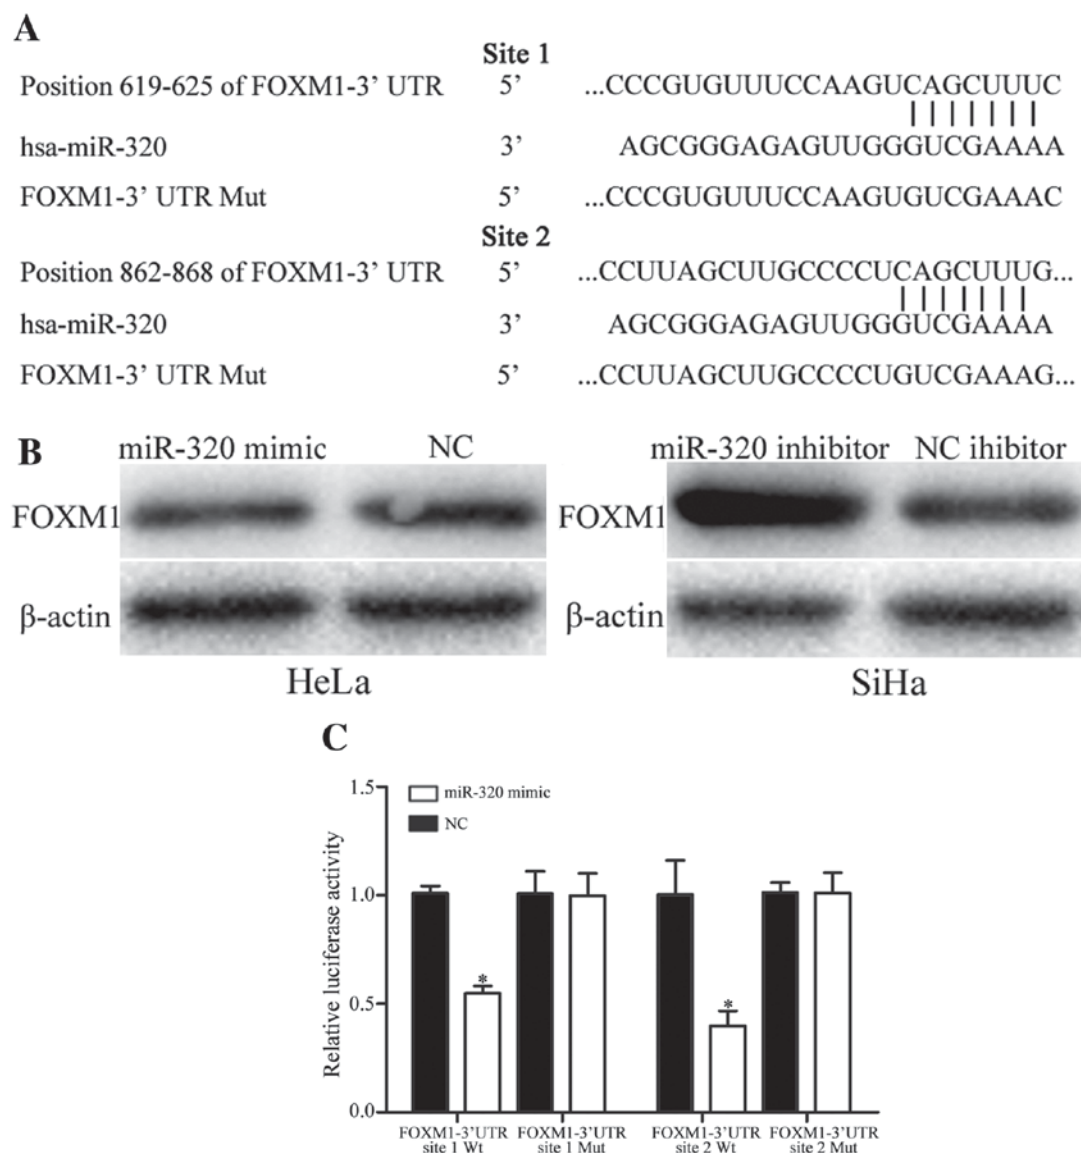 A
Site 1
Position 619-625 of FOXM1-3’ UTR 5’ ...CCCGUGUUUCCAAGUCAGCUUUC
hsa-miR-320 3’ AGCGGGAGAGUUGGGUCGAAAA
FOXM1-3’ UTR Mut 5’ ...CCCGUGUUUCCAAGUGUCGAAAC
Site 2
Position 862-868 of FOXM1-3’ UTR 5’ ...CCUUAGCUUGCCCCUCAGCUUUG...
hsa-miR-320 3’ AGCGGGAGAGUUGGGUCGAAAA
FOXM1-3’ UTR Mut 5’ ...CCUUAGCUUGCCCCUGUCGAAAG...
B
miR-320 mimic NC miR-320 inhibitor NC ihibitor
FOXM1 FOXM1
β-actin β-actin
HeLa SiHa
C
Relative luciferase activity
1.5
1.0
0.5
0.0
miR-320 mimic
NC
* *
FOXM1-3’UTR FOXM1-3’UTR FOXM1-3’UTR FOXM1-3’UTR
site 1 Wt site 1 Mut site 2 Wt site 2 Mut